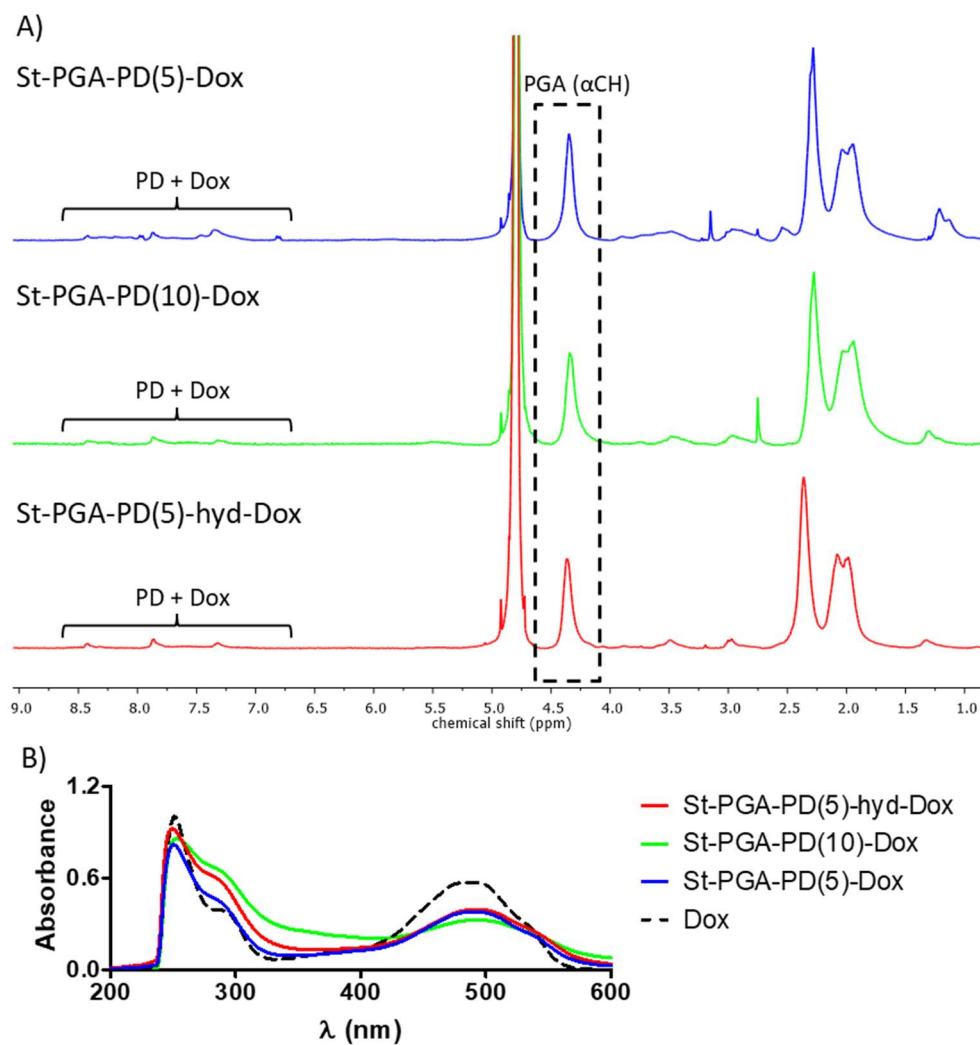 A)
St-PGA-PD(5)-Dox
PGA (αCH)
PD + Dox
St-PGA-PD(10)-Dox
PD + Dox
St-PGA-PD(5)-hyd-Dox
PD + Dox
9.0 8.5 8.0 7.5 7.0 6.5 6.0 5.5 5.0 4.5 4.0 3.5 3.0 2.5 2.0 1.5 1.0
chemical shift (ppm)
B)
1.2
0.6
0.0
Absorbance
200 300 400 500 600
λ (nm)
St-PGA-PD(5)-hyd-Dox
St-PGA-PD(10)-Dox
St-PGA-PD(5)-Dox
Dox